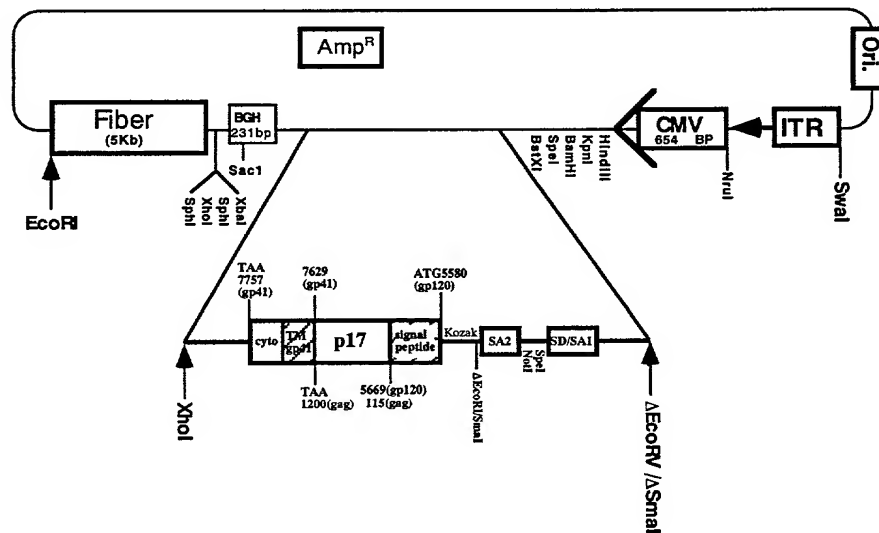 Amp^R
Ori.
Fiber
(5Kb)
BGH
231bp
CMV
654 BP
ITR
Sac1
EcoRI
SphI
XhoI
SphI
XbaI
BstXI
SpeI
BamHI
KpnI
HindIII
NruI
SwaI
TAA
7757
(gp41)
7629
(gp41)
ATG5580
(gp120)
cyto
TM
gp41
p17
signal
peptide
Kozak
SA2
SpeI
NotI
SD/SA1
TAA
1200(gag)
5669(gp120)
115(gag)
ΔEcoRI/SmaI
XhoI
ΔEcoRV /ΔSmaI